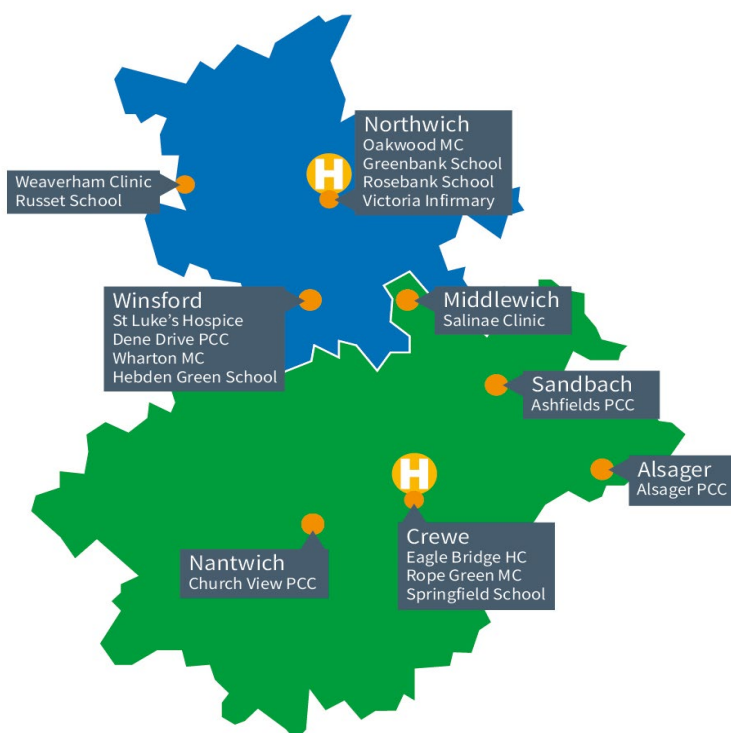 Northwich
Oakwood MC
Greenbank School
Rosebank School
Victoria Infirmary
H
Weaverham Clinic
Russet School
Winsford
St Luke's Hospice
Dene Drive PCC
Wharton MC
Hebden Green School
Middlewich
Salinae Clinic
Sandbach
Ashfields PCC
H
Alsager
Alsager PCC
Nantwich
Church View PCC
Crewe
Eagle Bridge HC
Rope Green MC
Springfield School